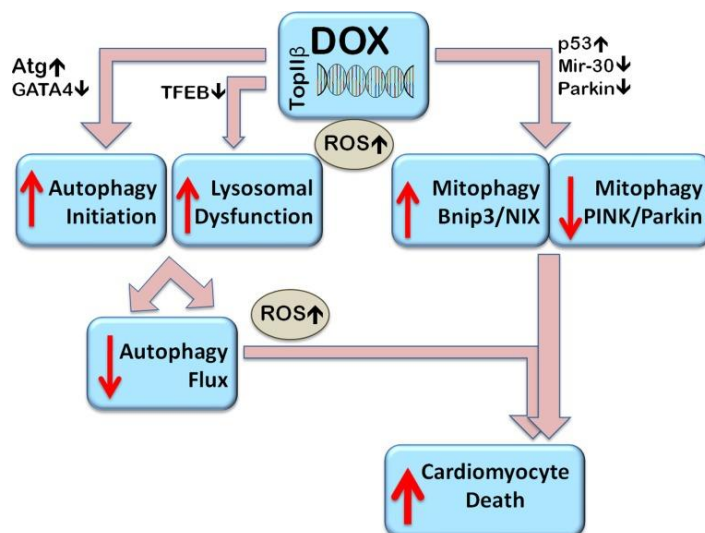 DOX
TopIIβ
Atg↑
GATA4↓
TFEB↓
p53↑
Mir-30↓
Parkin↓
ROS↑
Autophagy
Initiation
Lysosomal
Dysfunction
Mitophagy
Bnip3/NIX
Mitophagy
PINK/Parkin
ROS↑
Autophagy
Flux
Cardiomyocyte
Death